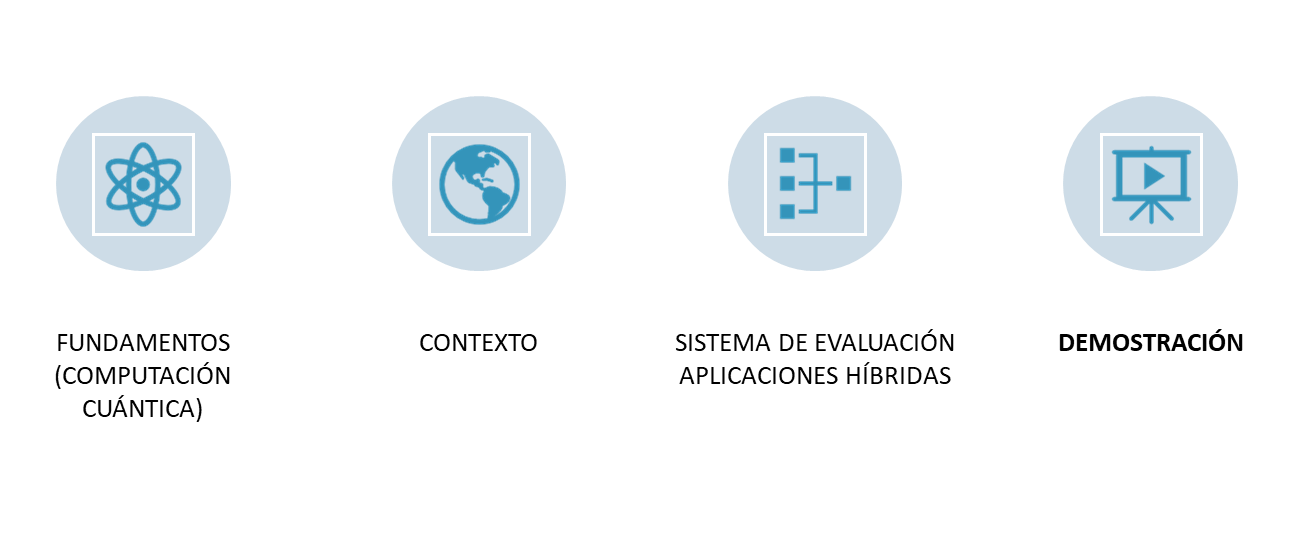 FUNDAMENTOS
(COMPUTACIÓN
CUÁNTICA)
CONTEXTO
SISTEMA DE EVALUACIÓN
APLICACIONES HÍBRIDAS
DEMOSTRACIÓN